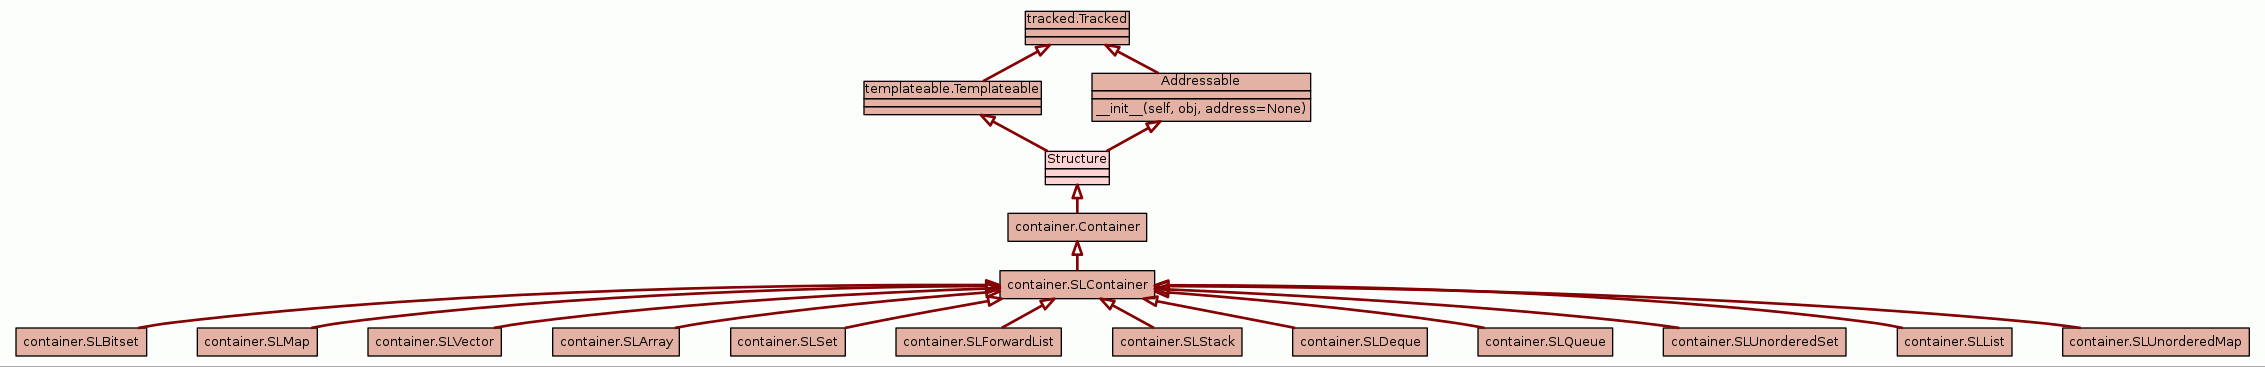 tracked.Tracked
templateable.Templateable
Addressable
__init__(self, obj, address=None)
Structure
container.Container
container.SLContainer
container.SLBitset
container.SLMap
container.SLVector
container.SLArray
container.SLSet
container.SLForwardList
container.SLStack
container.SLDeque
container.SLQueue
container.SLUnorderedSet
container.SLList
container.SLUnorderedMap